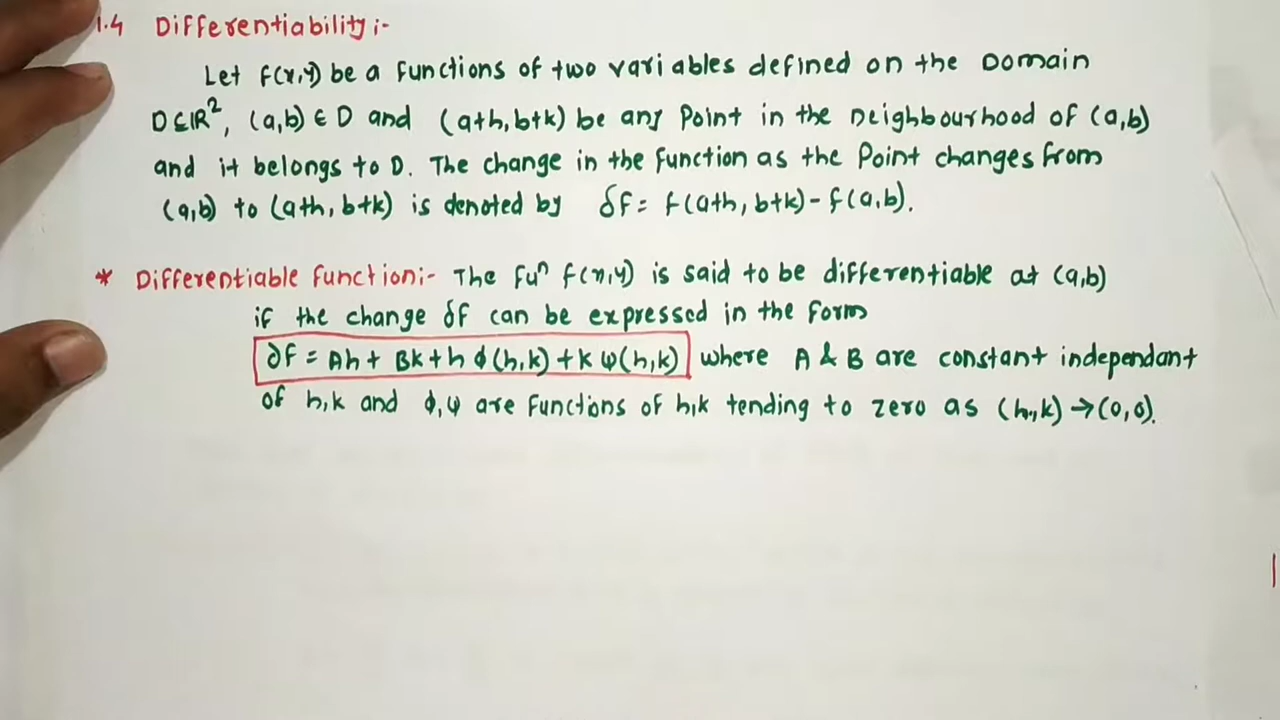 1.4 Differentiability:-
Let f(x,y) be a functions of two variables defined on the Domain
D⊆ℝ², (a,b) ∈ D and (a+h, b+k) be any Point in the neighbourhood of (a,b)
and it belongs to D. The change in the function as the Point changes from
(a,b) to (a+h, b+k) is denoted by δf = f(a+h, b+k) - f(a,b).
* Differentiable function:- The fuⁿ f(x,y) is said to be differentiable at (a,b)
if the change δf can be expressed in the form
∂f = Ah + Bk + h ϕ(h,k) + k ψ(h,k) where A & B are constant independant
of h,k and ϕ,ψ are functions of h,k tending to zero as (h,k) → (0,0).